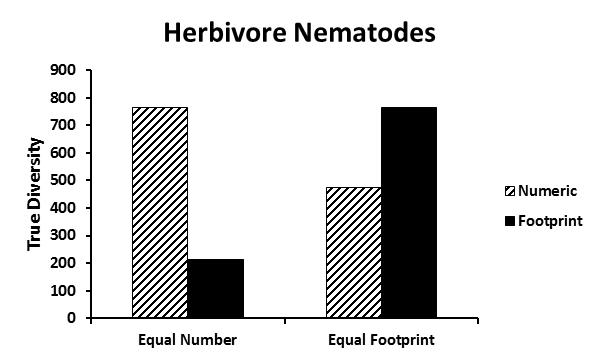 Herbivore Nematodes
900
800
700
600
500
400
300
200
100
0
True Diversity
Equal Number
Equal Footprint
Numeric
Footprint